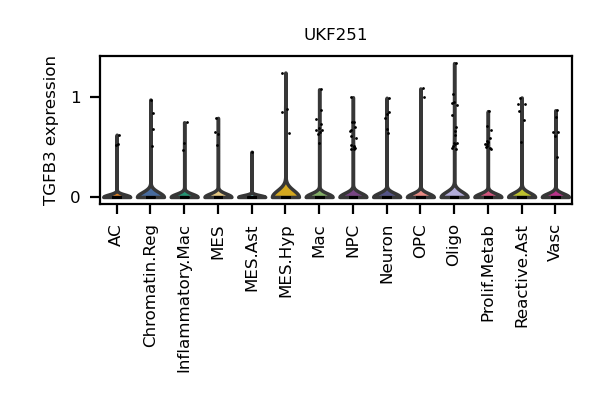 UKF251
TGFB3 expression
1
0
AC
Chromatin.Reg
Inflammatory.Mac
MES
MES.Ast
MES.Hyp
Mac
NPC
Neuron
OPC
Oligo
Prolif.Metab
Reactive.Ast
Vasc